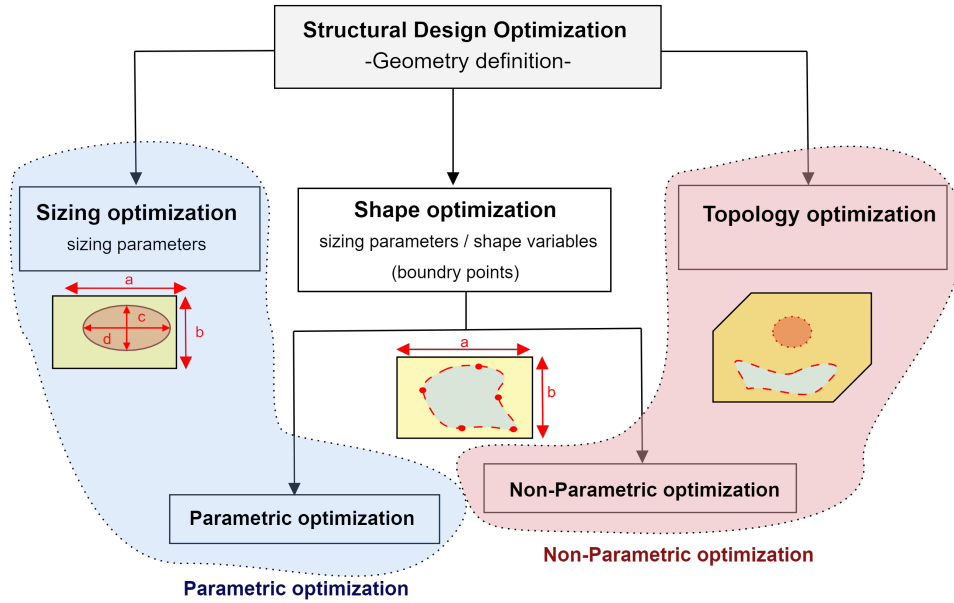 Structural Design Optimization
-Geometry definition-
Sizing optimization
sizing parameters
Shape optimization
sizing parameters / shape variables
(boundry points)
Topology optimization
a
c
d
b
a
b
Parametric optimization
Non-Parametric optimization
Parametric optimization
Non-Parametric optimization